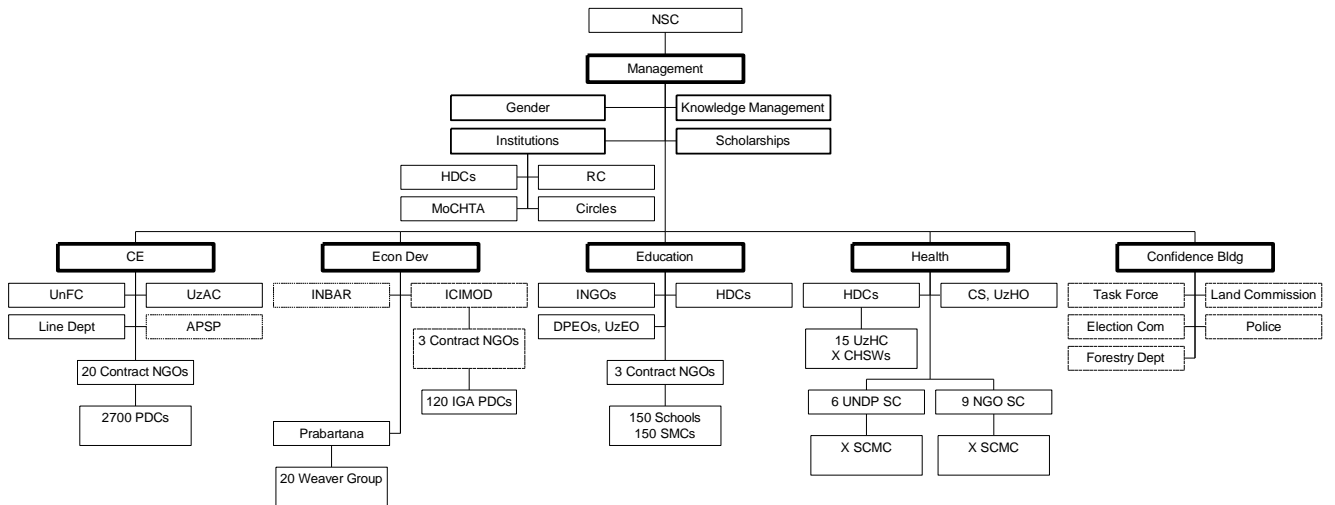 NSC
Management
Gender
Knowledge Management
Institutions
Scholarships
HDCs
RC
MoCHTA
Circles
CE
Econ Dev
Education
Health
Confidence Bldg
UnFC
UzAC
INBAR
ICIMOD
INGOs
HDCs
HDCs
CS, UzHO
Task Force
Land Commission
Line Dept
APSP
3 Contract NGOs
DPEOs, UzEO
15 UzHC
X CHSWs
Election Com
Police
Forestry Dept
20 Contract NGOs
120 IGA PDCs
3 Contract NGOs
6 UNDP SC
9 NGO SC
2700 PDCs
Prabartana
150 Schools
150 SMCs
X SCMC
X SCMC
20 Weaver Group